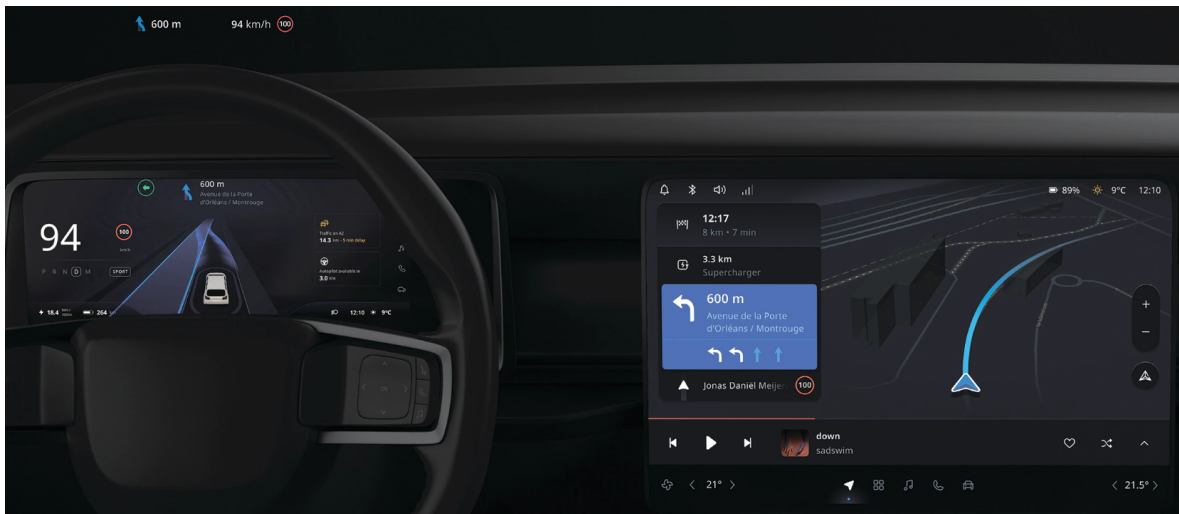 600 m
94 km/h 100
600 m
Avenue de la Porte
d'Orléans / Montrouge
94
100
km/h
P R N D M
SPORT
Traffic on A2
14.3 km - 5 min delay
Autopilot available in
3.0 km
18.4
264
12:10 9°C
OK
89% 9°C 12:10
12:17
8 km • 7 min
3.3 km
Supercharger
600 m
Avenue de la Porte
d'Orléans / Montrouge
Jonas Daniël Meijer 100
+
−
down
sadswim
21°
21.5°